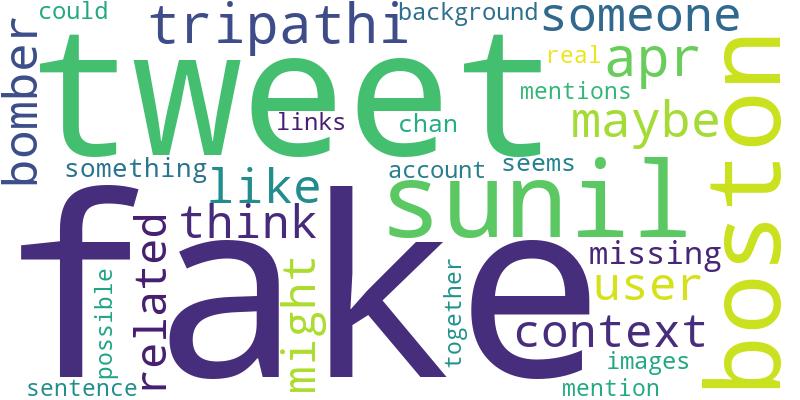 could
tripathi
background
someone
bomber
tweet
real
apr
boston
mentions
links
chan
maybe
something
like
account
seems
sunil
think
fake
related
missing
possible
might
together
user
context
images
sentence
mention